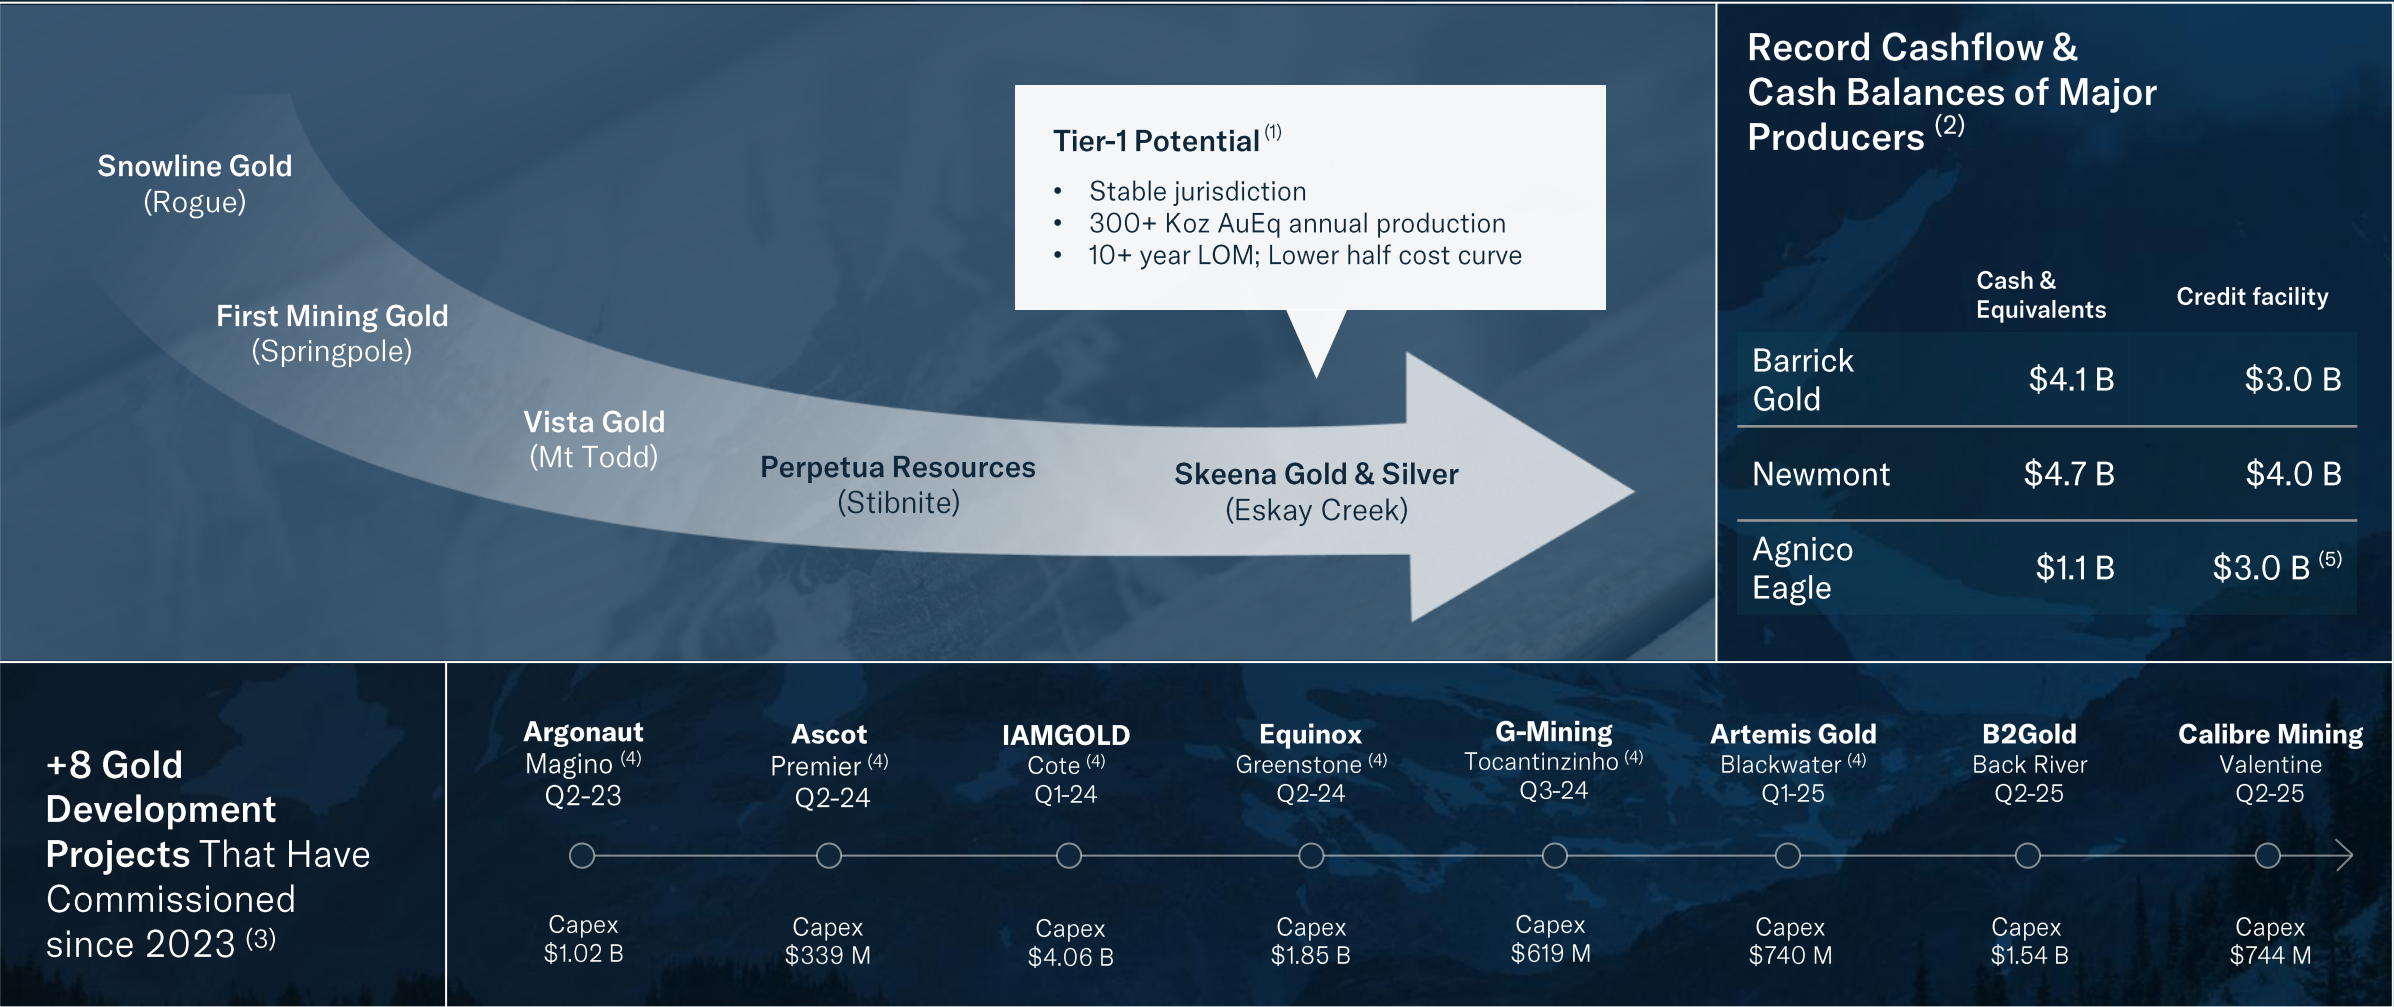 Snowline Gold
(Rogue)
First Mining Gold
(Springpole)
Vista Gold
(Mt Todd)
Perpetua Resources
(Stibnite)
Skeena Gold & Silver
(Eskay Creek)
Tier-1 Potential (1)
• Stable jurisdiction
• 300+ Koz AuEq annual production
• 10+ year LOM; Lower half cost curve
Record Cashflow &
Cash Balances of Major
Producers (2)
Cash &
Equivalents
Credit facility
Barrick
Gold
$4.1 B
$3.0 B
Newmont
$4.7 B
$4.0 B
Agnico
Eagle
$1.1 B
$3.0 B (5)
+8 Gold
Development
Projects That Have
Commissioned
since 2023 (3)
Argonaut
Magino (4)
Q2-23
Capex
$1.02 B
Ascot
Premier (4)
Q2-24
Capex
$339 M
IAMGOLD
Cote (4)
Q1-24
Capex
$4.06 B
Equinox
Greenstone (4)
Q2-24
Capex
$1.85 B
G-Mining
Tocantinzinho (4)
Q3-24
Capex
$619 M
Artemis Gold
Blackwater (4)
Q1-25
Capex
$740 M
B2Gold
Back River
Q2-25
Capex
$1.54 B
Calibre Mining
Valentine
Q2-25
Capex
$744 M